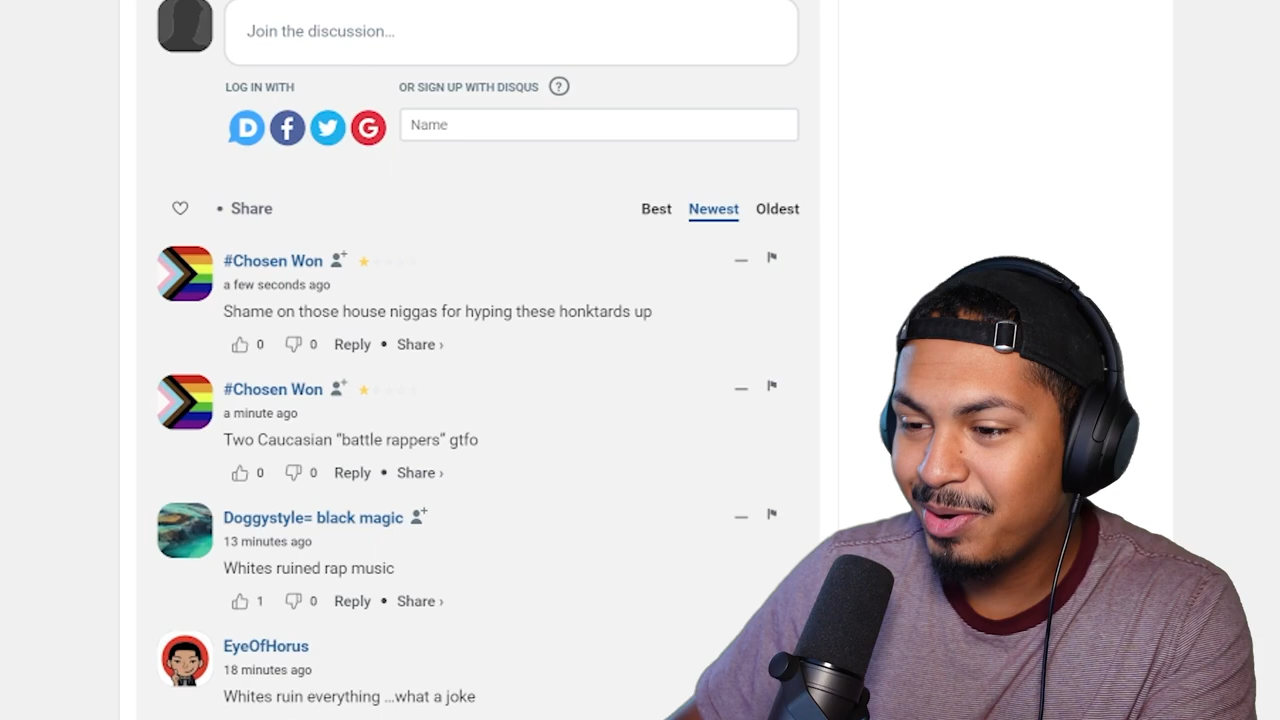 Join the discussion...
LOG IN WITH
OR SIGN UP WITH DISQUS ?
D f G
Name
• Share
Best Newest Oldest
#Chosen Won
a few seconds ago
Shame on those house niggas for hyping these honktards up
0 0 Reply • Share ›
#Chosen Won
a minute ago
Two Caucasian "battle rappers" gtfo
0 0 Reply • Share ›
Doggystyle= black magic
13 minutes ago
Whites ruined rap music
1 0 Reply • Share ›
EyeOfHorus
18 minutes ago
Whites ruin everything ...what a joke